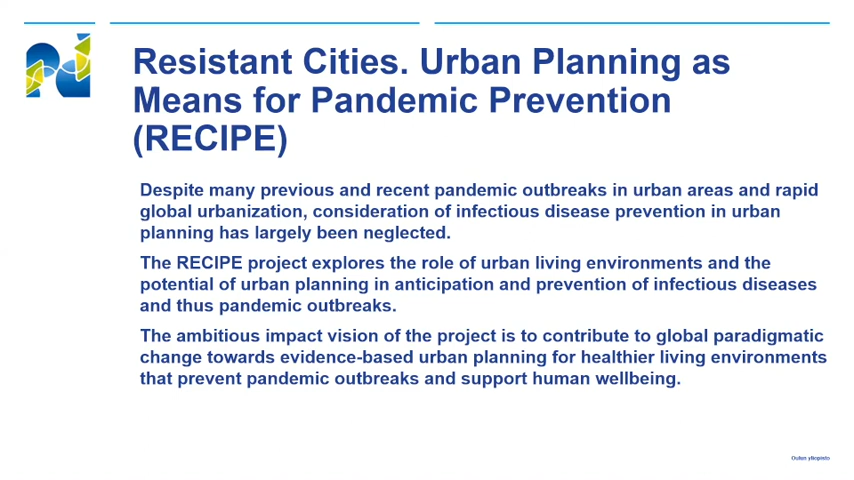 Resistant Cities. Urban Planning as
Means for Pandemic Prevention
(RECIPE)
Despite many previous and recent pandemic outbreaks in urban areas and rapid
global urbanization, consideration of infectious disease prevention in urban
planning has largely been neglected.
The RECIPE project explores the role of urban living environments and the
potential of urban planning in anticipation and prevention of infectious diseases
and thus pandemic outbreaks.
The ambitious impact vision of the project is to contribute to global paradigmatic
change towards evidence-based urban planning for healthier living environments
that prevent pandemic outbreaks and support human wellbeing.
Oulun yliopisto